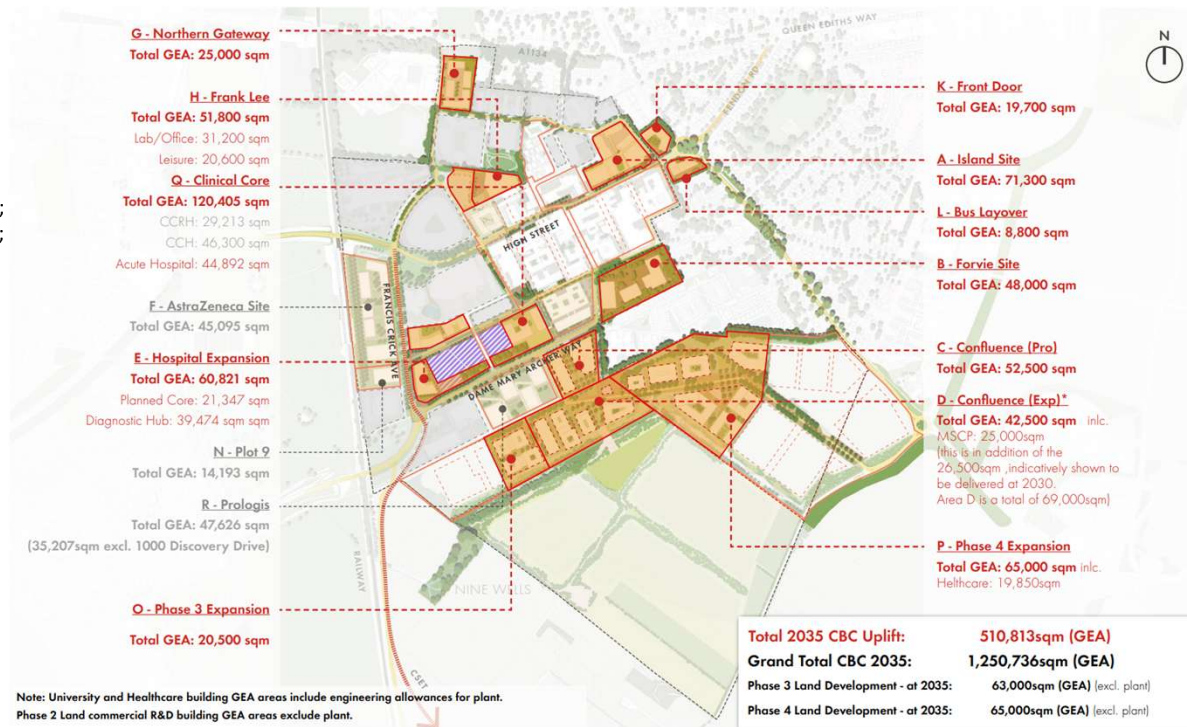 G - Northern Gateway
Total GEA: 25,000 sqm
H - Frank Lee
Total GEA: 51,800 sqm
Lab/Office: 31,200 sqm
Leisure: 20,600 sqm
Q - Clinical Core
Total GEA: 120,405 sqm
CCRH: 29,213 sqm
CCH: 46,300 sqm
Acute Hospital: 44,892 sqm
F - AstraZeneca Site
Total GEA: 45,095 sqm
E - Hospital Expansion
Total GEA: 60,821 sqm
Planned Core: 21,347 sqm
Diagnostic Hub: 39,474 sqm sqm
N - Plot 9
Total GEA: 14,193 sqm
R - Prologis
Total GEA: 47,626 sqm
(35,207sqm excl. 1000 Discovery Drive)
O - Phase 3 Expansion
Total GEA: 20,500 sqm
Note: University and Healthcare building GEA areas include engineering allowances for plant.
Phase 2 Land commercial R&D building GEA areas exclude plant.
QUEEN EDITHS WAY
A1134
HIGH STREET
FRANCIS CRICK AVE
DAME MARY ARCHER WAY
RAILWAY
NINE WELLS
CSET
N
K - Front Door
Total GEA: 19,700 sqm
A - Island Site
Total GEA: 71,300 sqm
L - Bus Layover
Total GEA: 8,800 sqm
B - Forvie Site
Total GEA: 48,000 sqm
C - Confluence (Pro)
Total GEA: 52,500 sqm
D - Confluence (Exp)*
Total GEA: 42,500 sqm inlc.
MSCP: 25,000sqm
(this is in addition of the
26,500sqm ,indicatively shown to
be delivered at 2030.
Area D is a total of 69,000sqm)
P - Phase 4 Expansion
Total GEA: 65,000 sqm inlc.
Helthcare: 19,850sqm
Total 2035 CBC Uplift: 510,813sqm (GEA)
Grand Total CBC 2035: 1,250,736sqm (GEA)
Phase 3 Land Development - at 2035: 63,000sqm (GEA) (excl. plant)
Phase 4 Land Development - at 2035: 65,000sqm (GEA) (excl. plant)